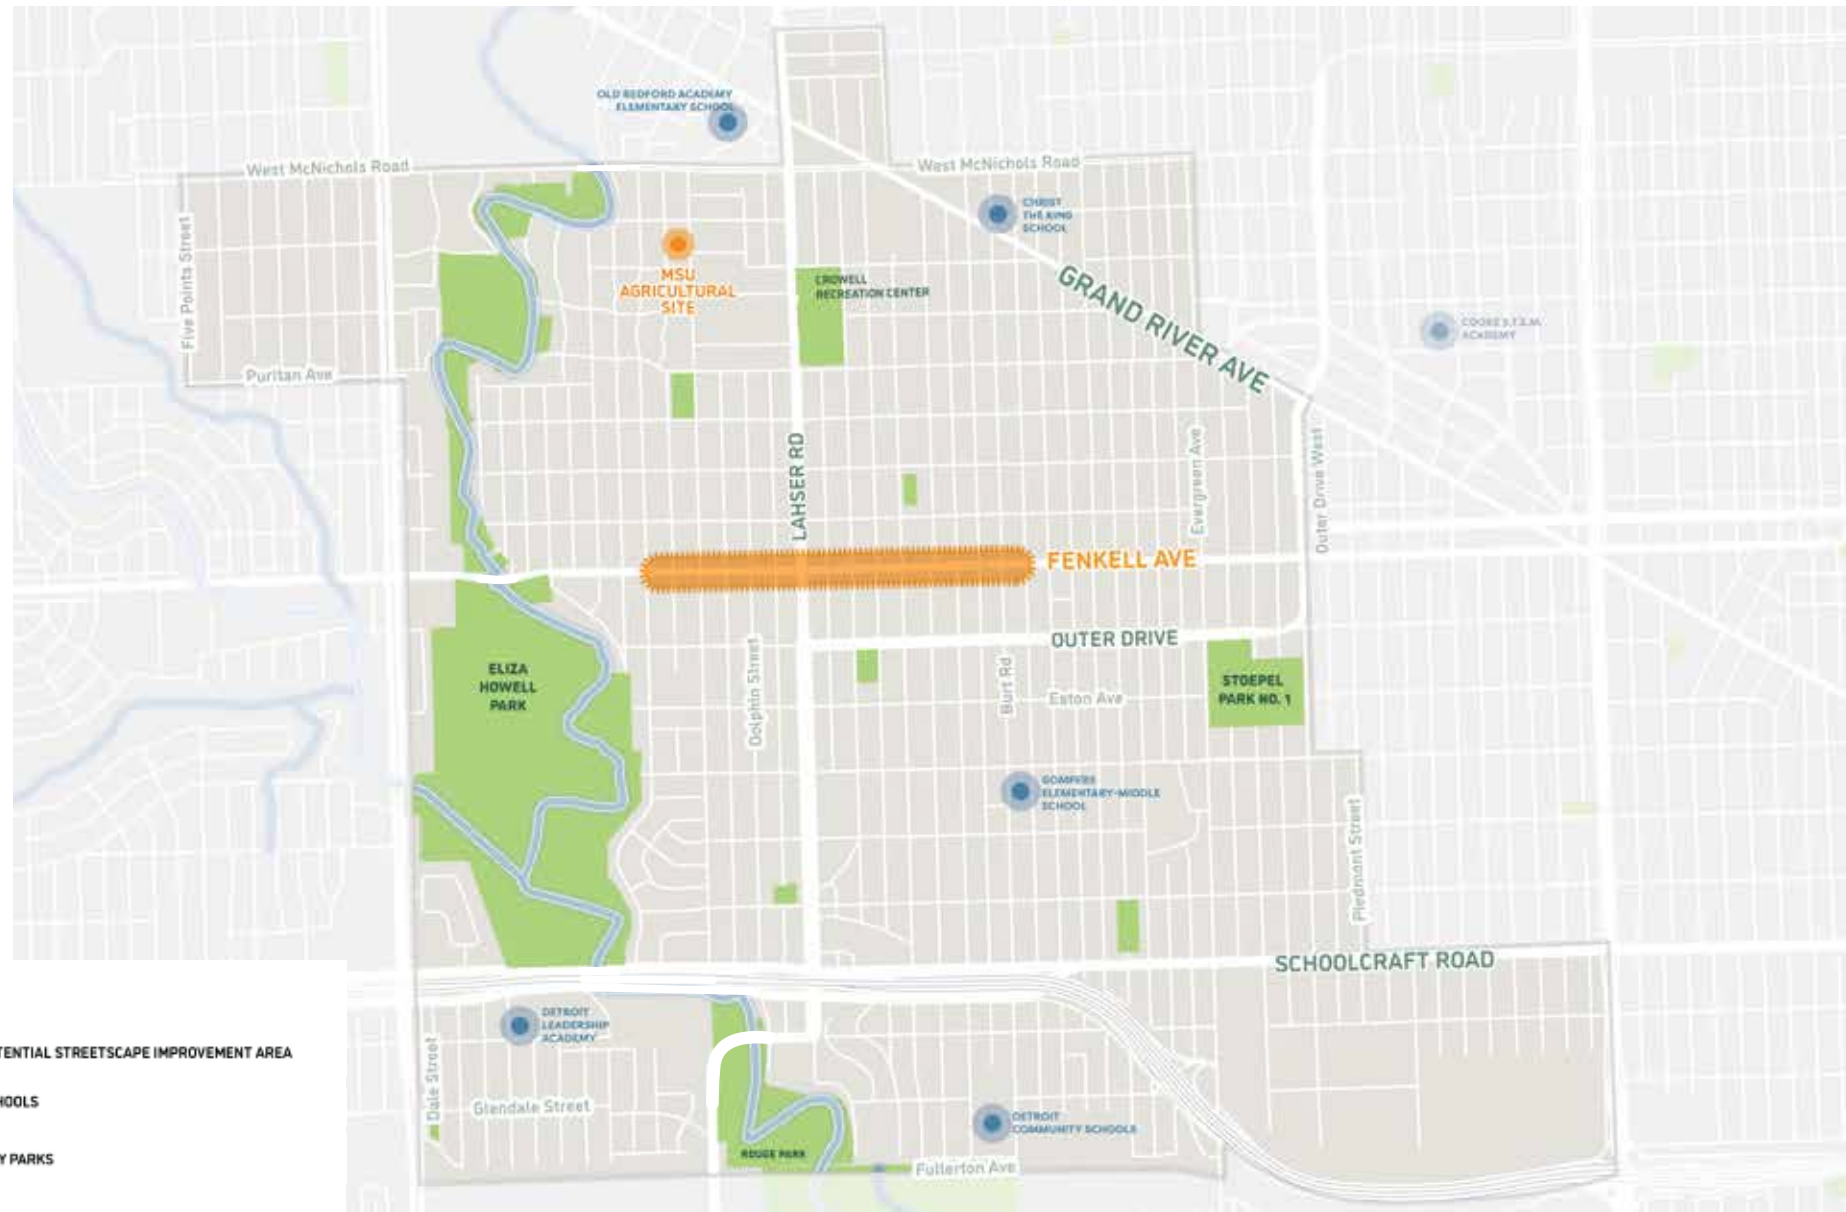 OLD REDFORD ACADEMY
ELEMENTARY SCHOOL
West McNichols Road
West McNichols Road
CHRIST
THE KING
SCHOOL
Five Points Street
MSU
AGRICULTURAL
SITE
CROWELL
RECREATION CENTER
GRAND RIVER AVE
COOKE S.T.E.M.
ACADEMY
Puritan Ave
LAHSER RD
Evergreen Ave
Outer Drive West
FENKELL AVE
OUTER DRIVE
ELIZA
HOWELL
PARK
Dolphin Street
Burt Rd
Eston Ave
STOEPEL
PARK NO. 1
GOMPERS
ELEMENTARY-MIDDLE
SCHOOL
Piedmont Street
SCHOOLCRAFT ROAD
DETROIT
LEADERSHIP
ACADEMY
TENTIAL STREETSCAPE IMPROVEMENT AREA
HOOLS
Y PARKS
Dale Street
Glendale Street
DETROIT
COMMUNITY SCHOOLS
ROUGE PARK
Fullerton Ave